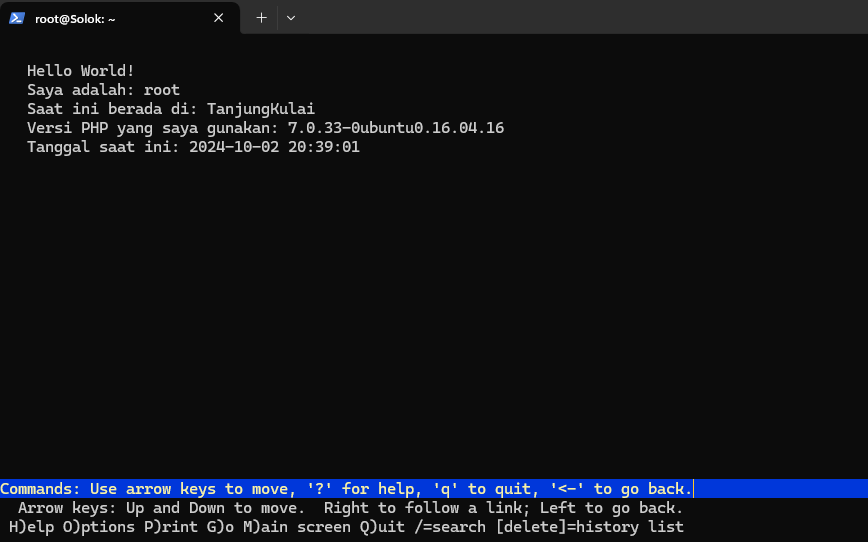 root@Solok: ~
Hello World!
Saya adalah: root
Saat ini berada di: TanjungKulai
Versi PHP yang saya gunakan: 7.0.33-0ubuntu0.16.04.16
Tanggal saat ini: 2024-10-02 20:39:01
Commands: Use arrow keys to move, '?' for help, 'q' to quit, '<-' to go back.
Arrow keys: Up and Down to move.  Right to follow a link; Left to go back.
H)elp O)ptions P)rint G)o M)ain screen Q)uit /=search [delete]=history list